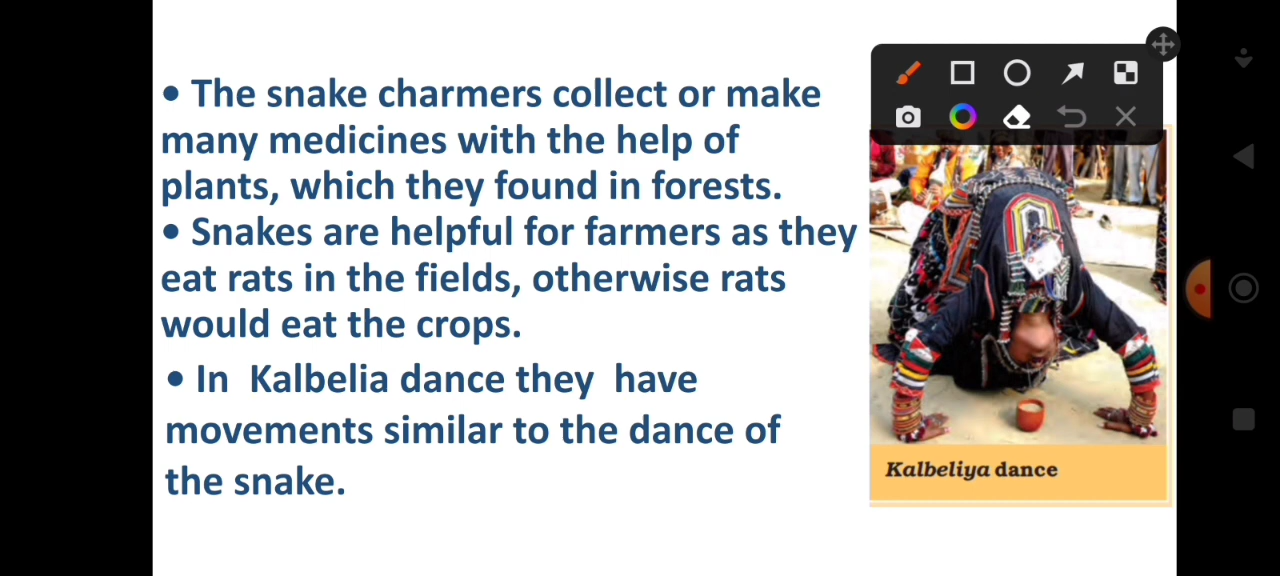 • The snake charmers collect or make
many medicines with the help of
plants, which they found in forests.
• Snakes are helpful for farmers as they
eat rats in the fields, otherwise rats
would eat the crops.
• In Kalbelia dance they have
movements similar to the dance of
the snake.
Kalbeliya dance